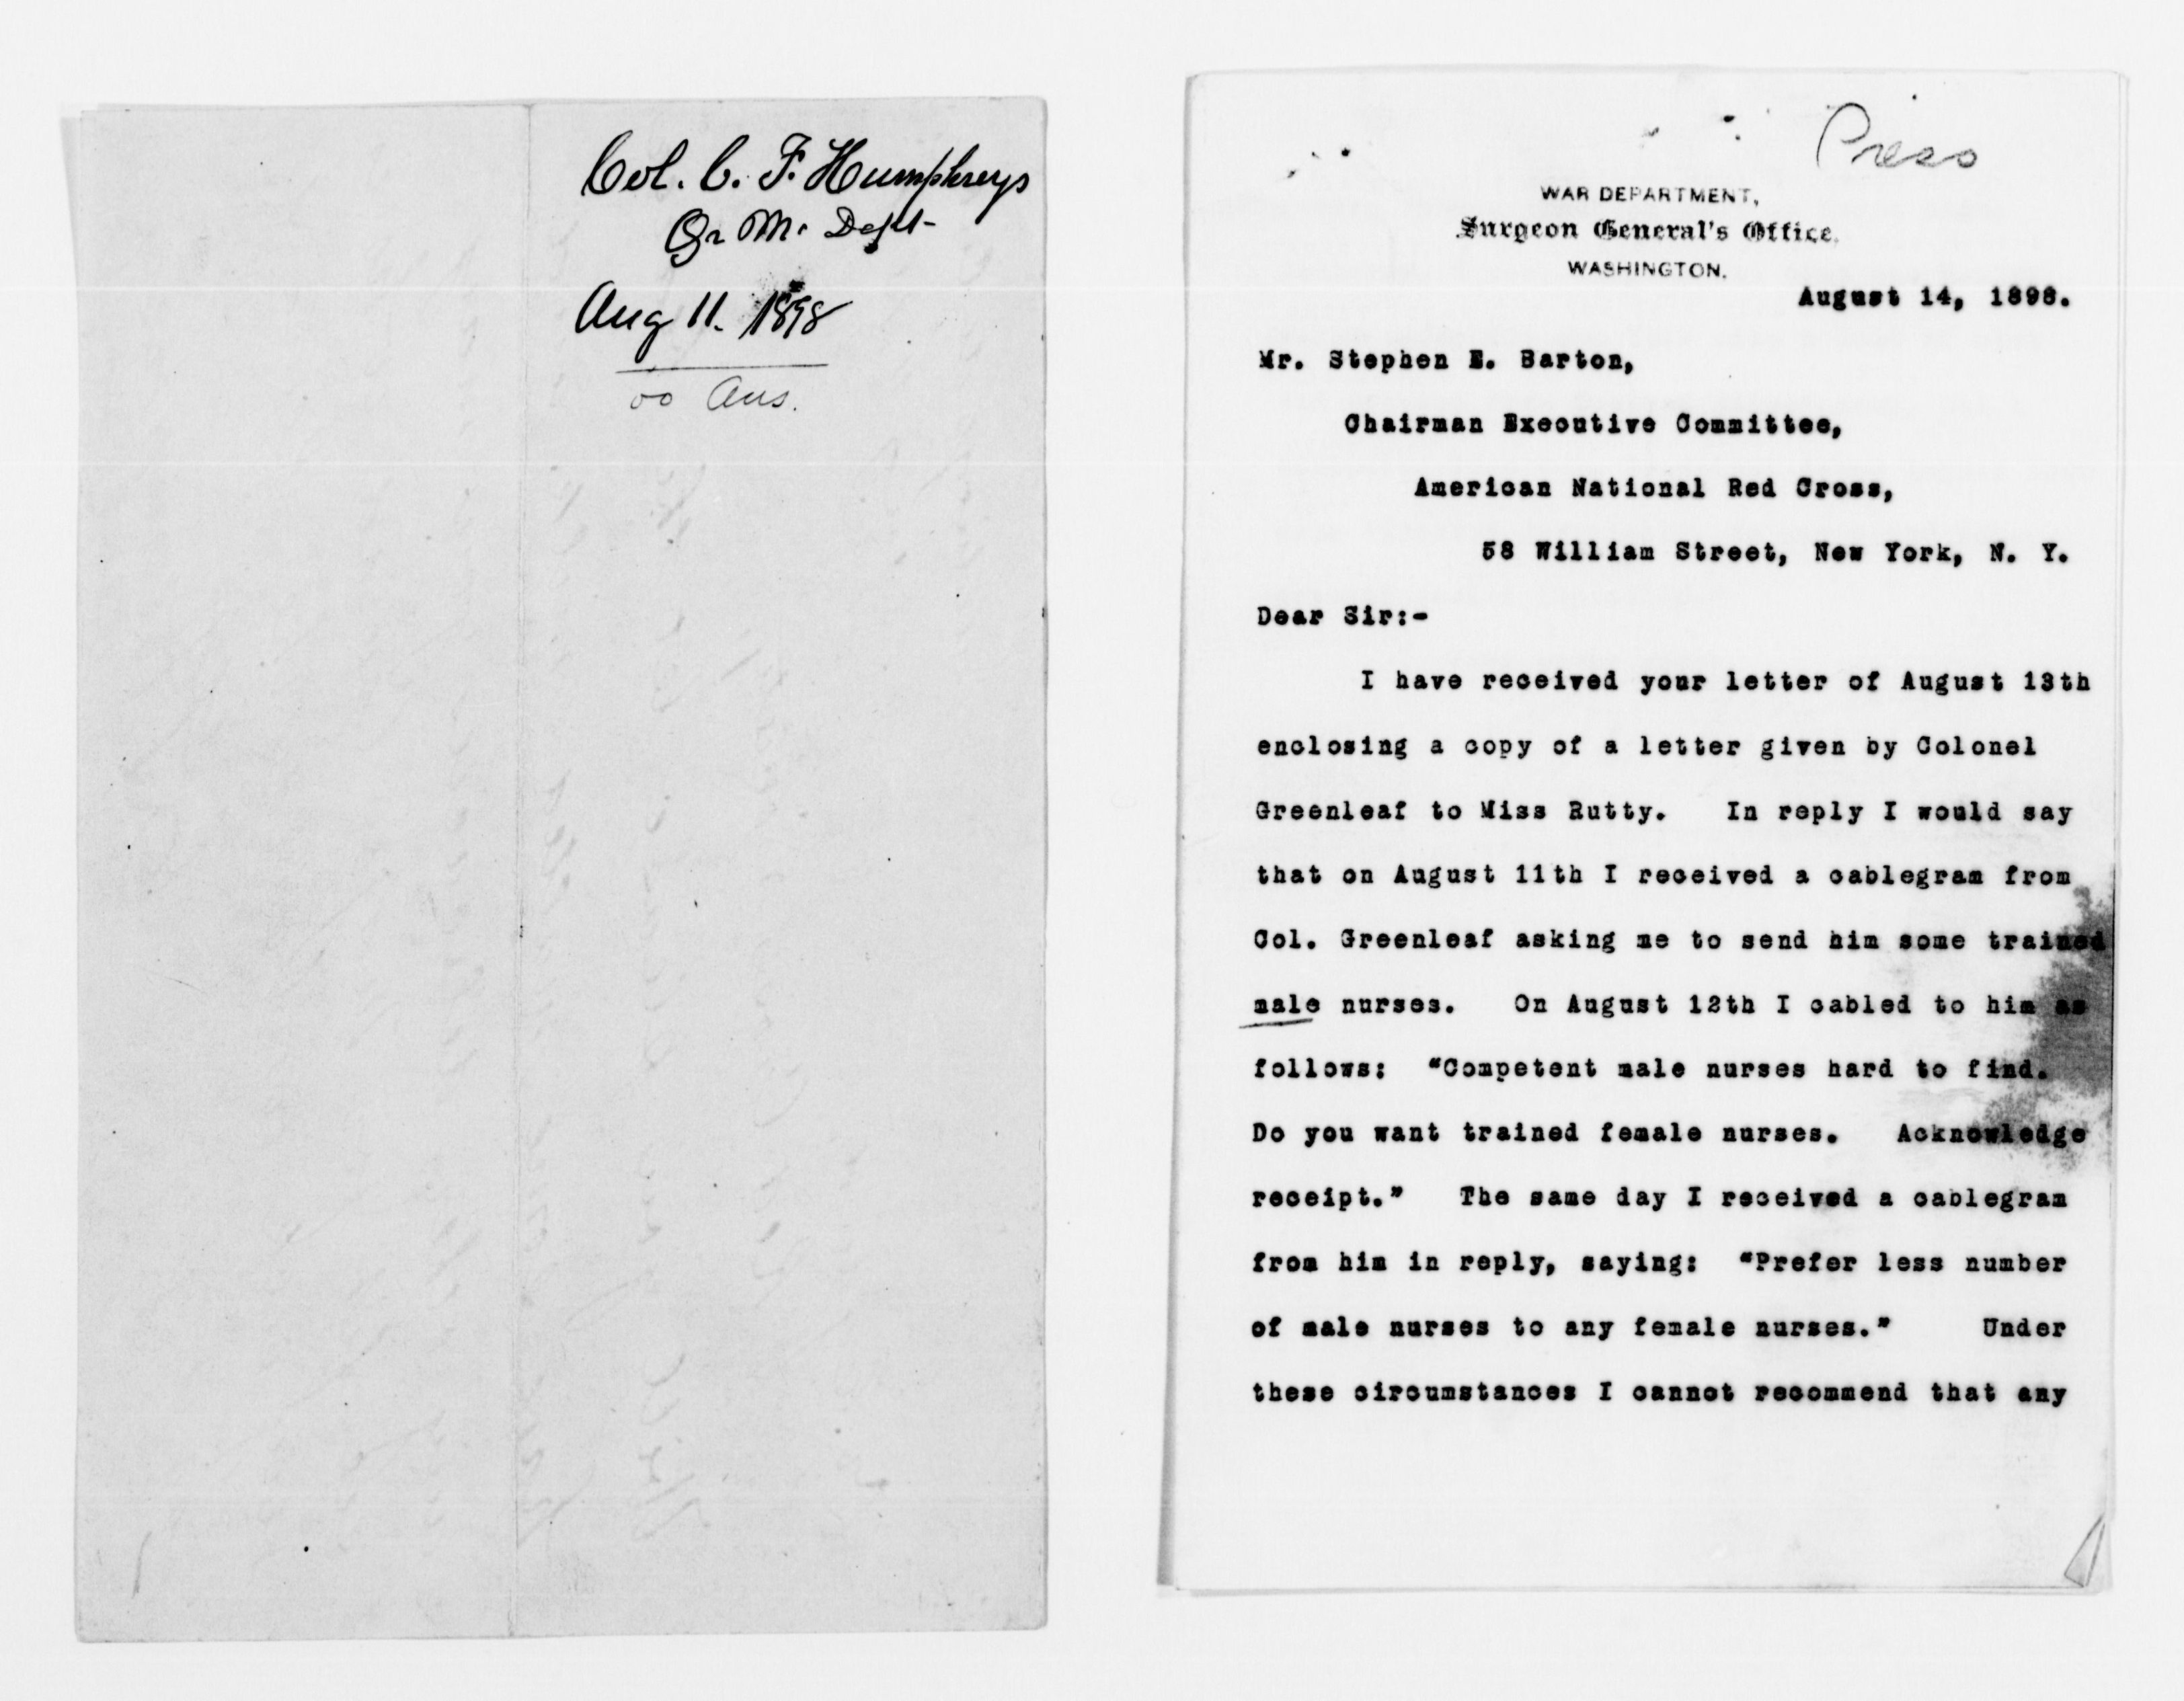 Col. C. F. Humphreys
Qr M. Dept
Aug 11. 1898
oo Ans.
Press
WAR DEPARTMENT,
Surgeon General's Office,
WASHINGTON.
August 14, 1898.
Mr. Stephen E. Barton,
Chairman Executive Committee,
American National Red Cross,
58 William Street, New York, N. Y.
Dear Sir:-
I have received your letter of August 13th
enclosing a copy of a letter given by Colonel
Greenleaf to Miss Rutty. In reply I would say
that on August 11th I received a cablegram from
Col. Greenleaf asking me to send him some trained
male nurses. On August 12th I cabled to him as
follows: "Competent male nurses hard to find.
Do you want trained female nurses. Acknowledge
receipt." The same day I received a cablegram
from him in reply, saying: "Prefer less number
of male nurses to any female nurses." Under
these circumstances I cannot recommend that any